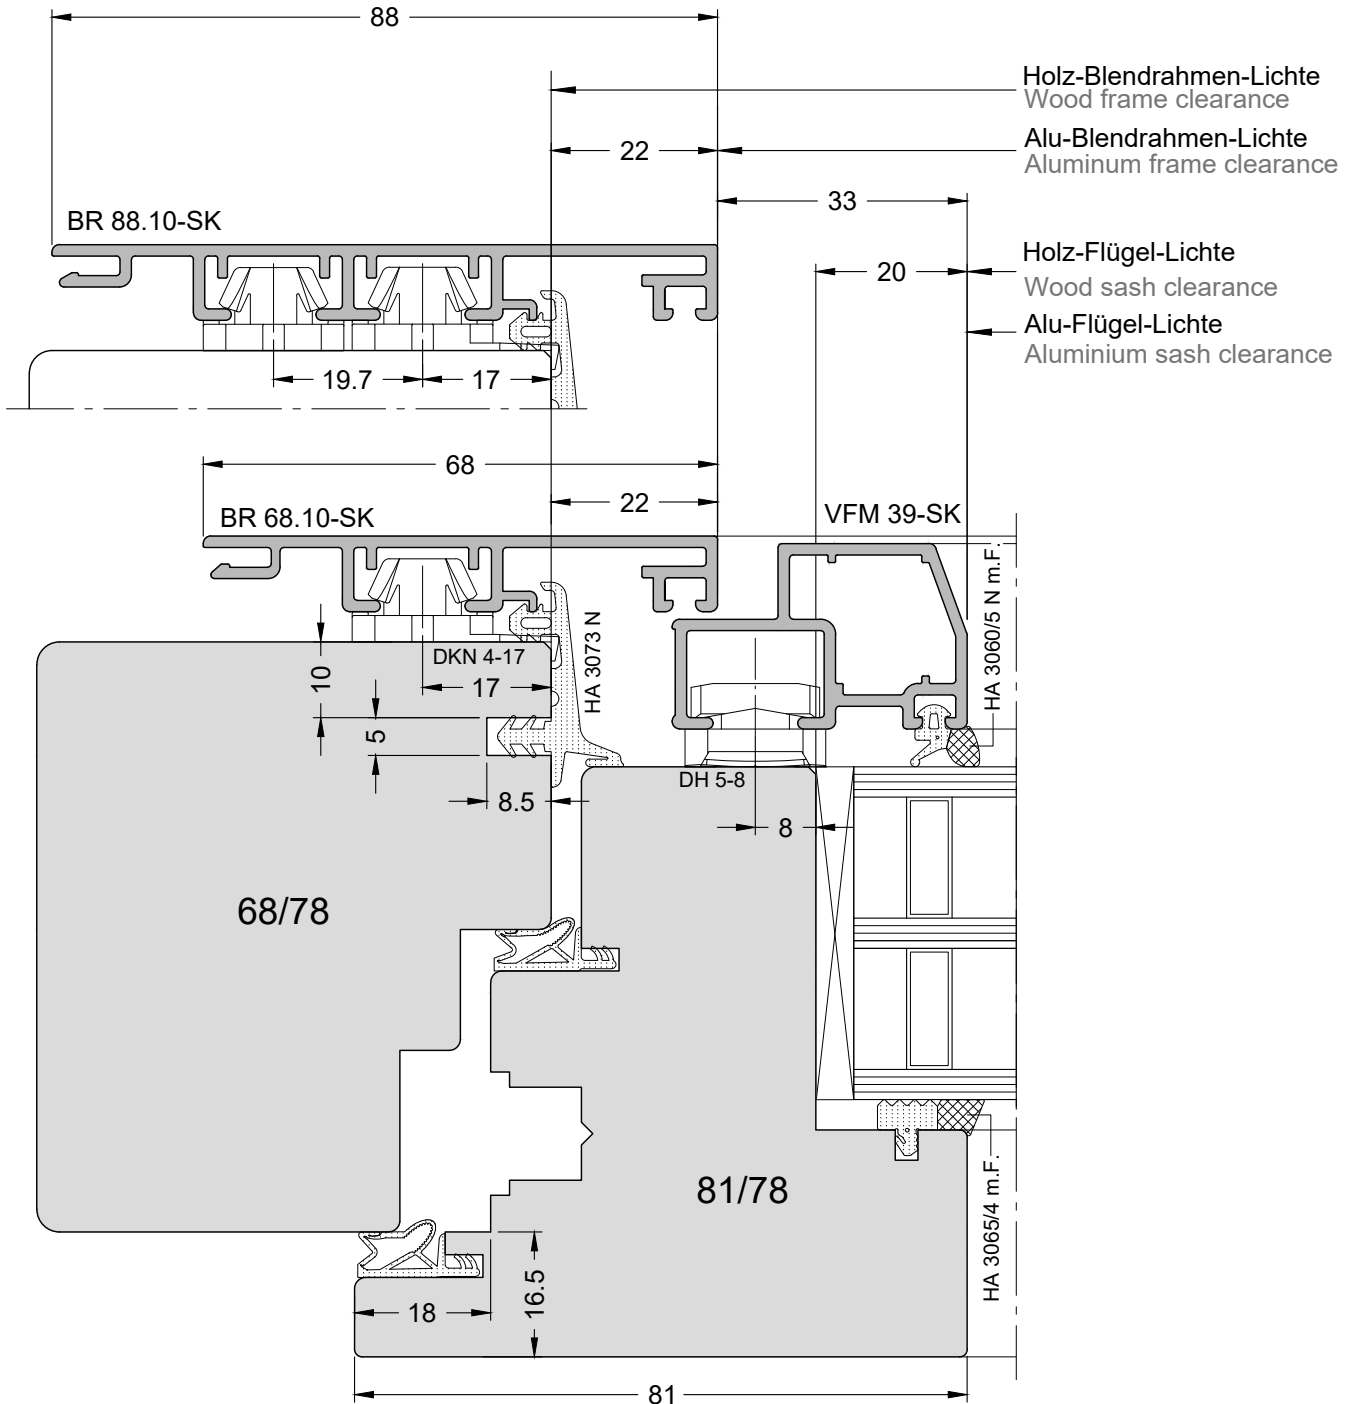 88
Holz-Blendrahmen-Lichte
Wood frame clearance
22
Alu-Blendrahmen-Lichte
Aluminum frame clearance
33
BR 88.10-SK
Holz-Flügel-Lichte
20
Wood sash clearance
Alu-Flügel-Lichte
Aluminium sash clearance
19.7
17
68
22
BR 68.10-SK
VFM 39-SK
HA 3060/5 N m.F.
HA 3073 N
DKN 4-17
10
17
5
DH 5-8
8.5
8
68/78
81/78
HA 3065/4 m.F.
16.5
18
81